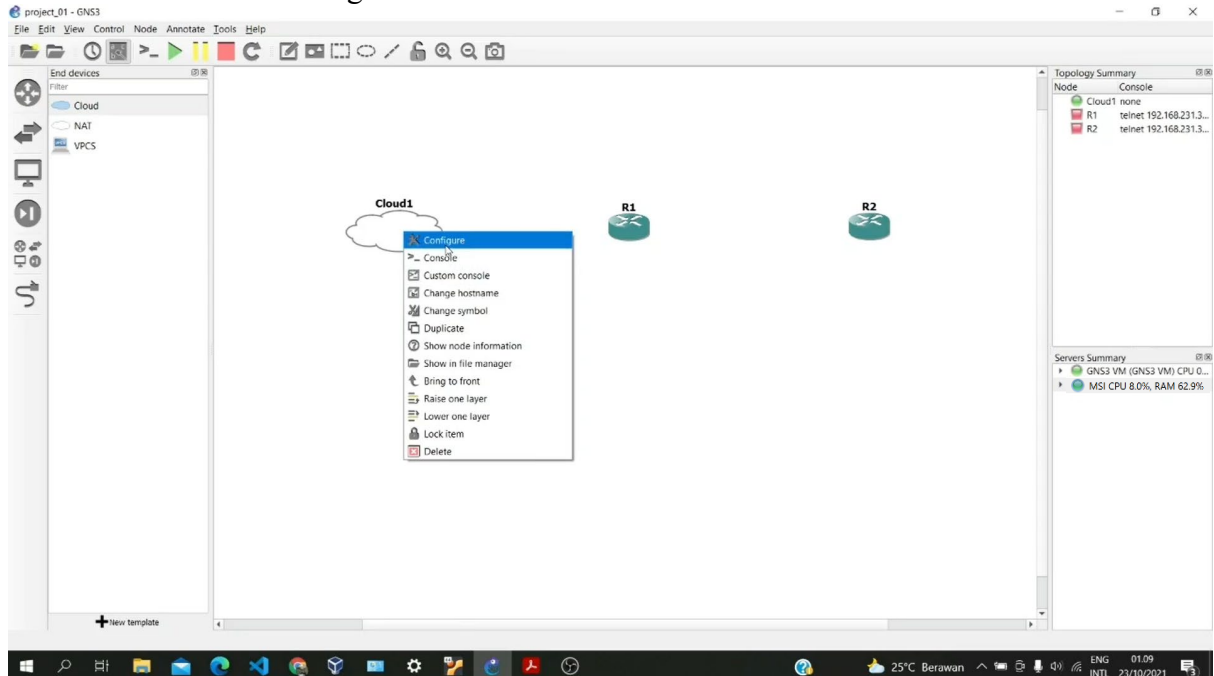 project_01 - GNS3
File Edit View Control Node Annotate Tools Help
End devices
Filter
Cloud
NAT
VPCS
New template
Cloud1
R1
R2
Configure
Console
Custom console
Change hostname
Change symbol
Duplicate
Show node information
Show in file manager
Bring to front
Raise one layer
Lower one layer
Lock item
Delete
Topology Summary
Node Console
Cloud1 none
R1 telnet 192.168.231.3...
R2 telnet 192.168.231.3...
Servers Summary
GNS3 VM (GNS3 VM) CPU 0...
MSI CPU 8.0%, RAM 62.9%
25°C Berawan
ENG
INTL
01.09
23/10/2021